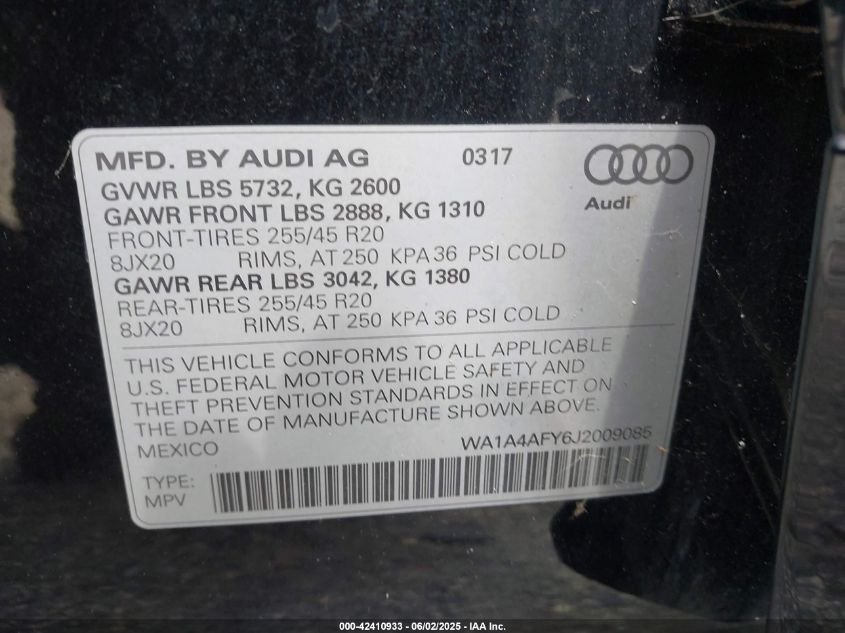 MFD. BY AUDI AG 0317
Audi
GVWR LBS 5732, KG 2600
GAWR FRONT LBS 2888, KG 1310
FRONT-TIRES 255/45 R20
8JX20 RIMS, AT 250 KPA 36 PSI COLD
GAWR REAR LBS 3042, KG 1380
REAR-TIRES 255/45 R20
8JX20 RIMS, AT 250 KPA 36 PSI COLD
THIS VEHICLE CONFORMS TO ALL APPLICABLE
U.S. FEDERAL MOTOR VEHICLE SAFETY AND
THEFT PREVENTION STANDARDS IN EFFECT ON
THE DATE OF MANUFACTURE SHOWN ABOVE.
MEXICO WA1A4AFY6J2009085
TYPE:
MPV
000-42410933 - 06/02/2025 - IAA Inc.